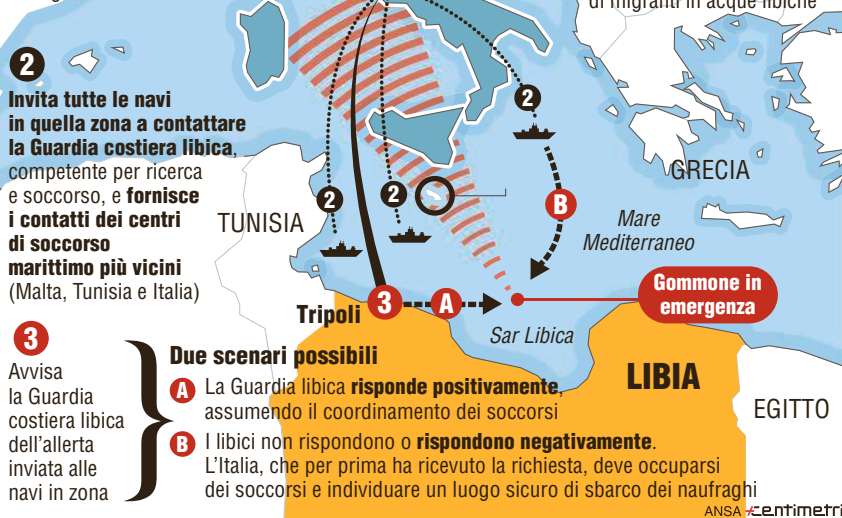 di migranti in acque libiche
2
Invita tutte le navi
in quella zona a contattare
la Guardia costiera libica,
competente per ricerca
e soccorso, e fornisce
i contatti dei centri
di soccorso
marittimo più vicini
(Malta, Tunisia e Italia)
3
Avvisa
la Guardia
costiera libica
dell'allerta
inviata alle
navi in zona
2
2
2
B
GRECIA
TUNISIA
Mare
Mediterraneo
Gommone in
emergenza
Tripoli
3
A
Sar Libica
LIBIA
EGITTO
Due scenari possibili
A La Guardia libica risponde positivamente,
assumendo il coordinamento dei soccorsi
B I libici non rispondono o rispondono negativamente.
L'Italia, che per prima ha ricevuto la richiesta, deve occuparsi
dei soccorsi e individuare un luogo sicuro di sbarco dei naufraghi
ANSA centimetri